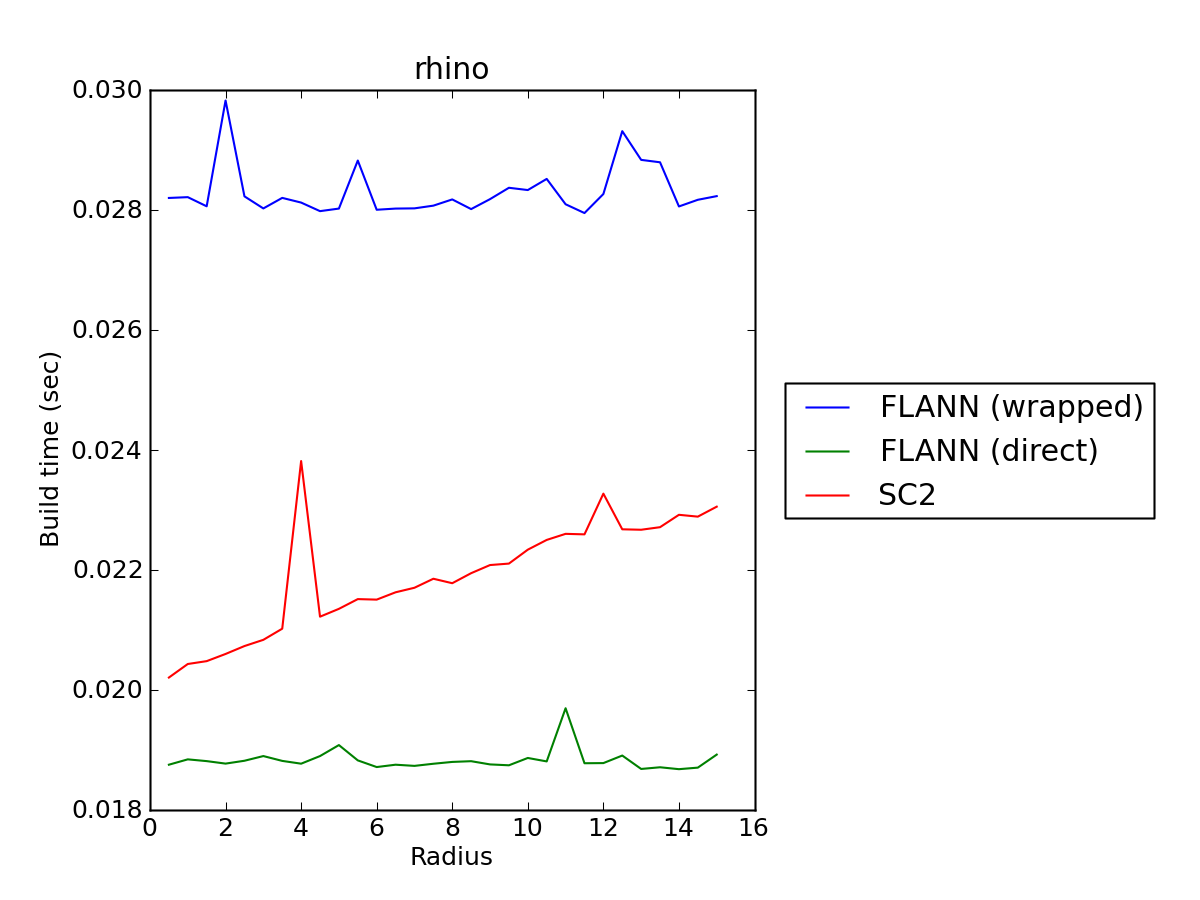 rhino
0.030
0.028
0.026
0.024
0.022
0.020
0.018
Build time (sec)
0 2 4 6 8 10 12 14 16
Radius
FLANN (wrapped)
FLANN (direct)
SC2